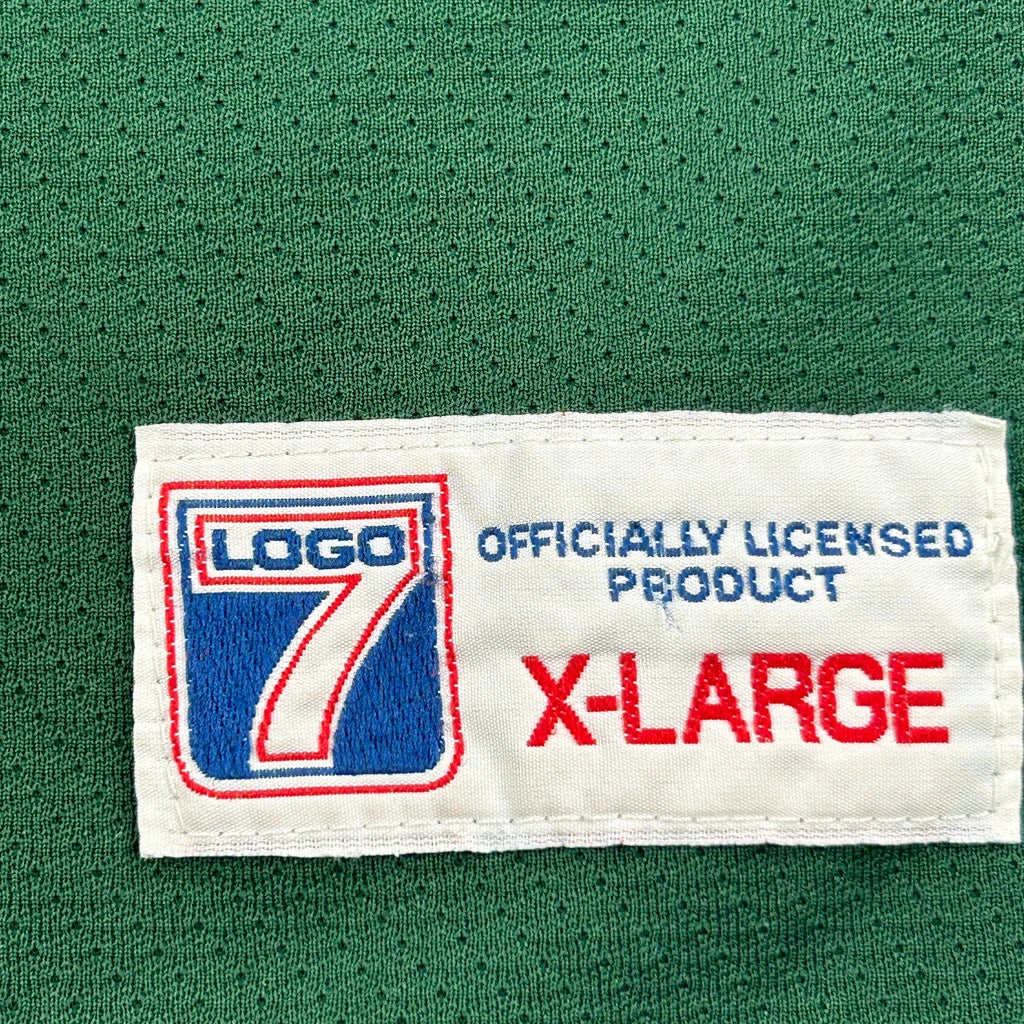 LOGO
7
OFFICIALLY LICENSED
PRODUCT
X-LARGE